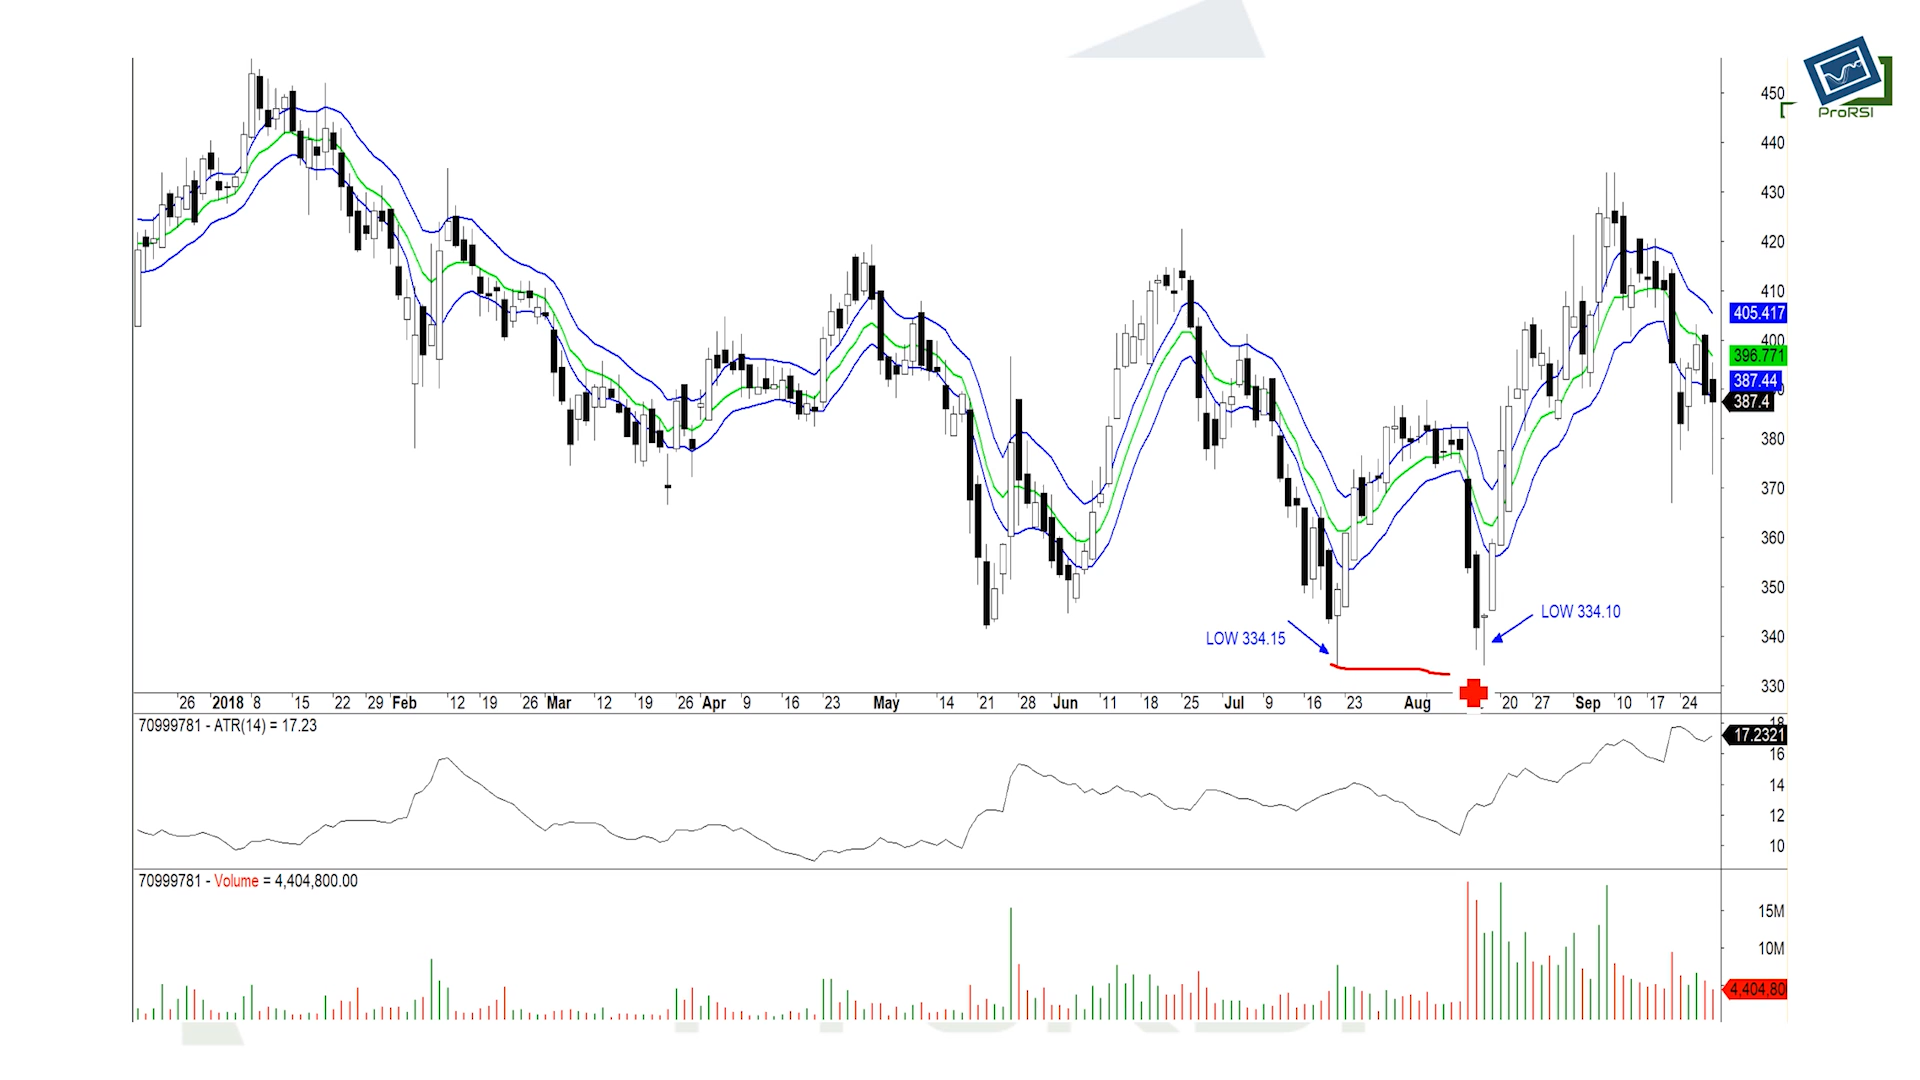 ProRSI
450
440
430
420
410
405.417
400
396.771
387.44
387.4
380
370
360
350
340
330
LOW 334.15
LOW 334.10
26 2018 8 15 22 29 Feb 12 19 26 Mar 12 19 26 Apr 9 16 23 May 14 21 28 Jun 11 18 25 Jul 9 16 23 Aug 20 27 Sep 10 17 24
70999781 - ATR(14) = 17.23
18
17.2321
16
14
12
10
70999781 - Volume = 4,404,800.00
15M
10M
4,404,80